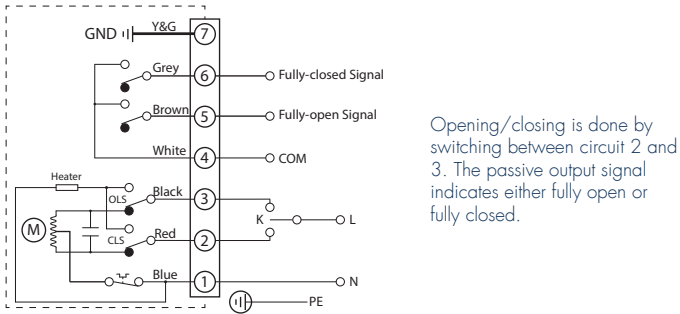 GND Y&G 7
Grey 6 Fully-closed Signal
Brown 5 Fully-open Signal
White 4 COM
Heater
OLS Black 3
K L
M
CLS Red 2
Blue 1 N
PE
Opening/closing is done by
switching between circuit 2 and
3. The passive output signal
indicates either fully open or
fully closed.